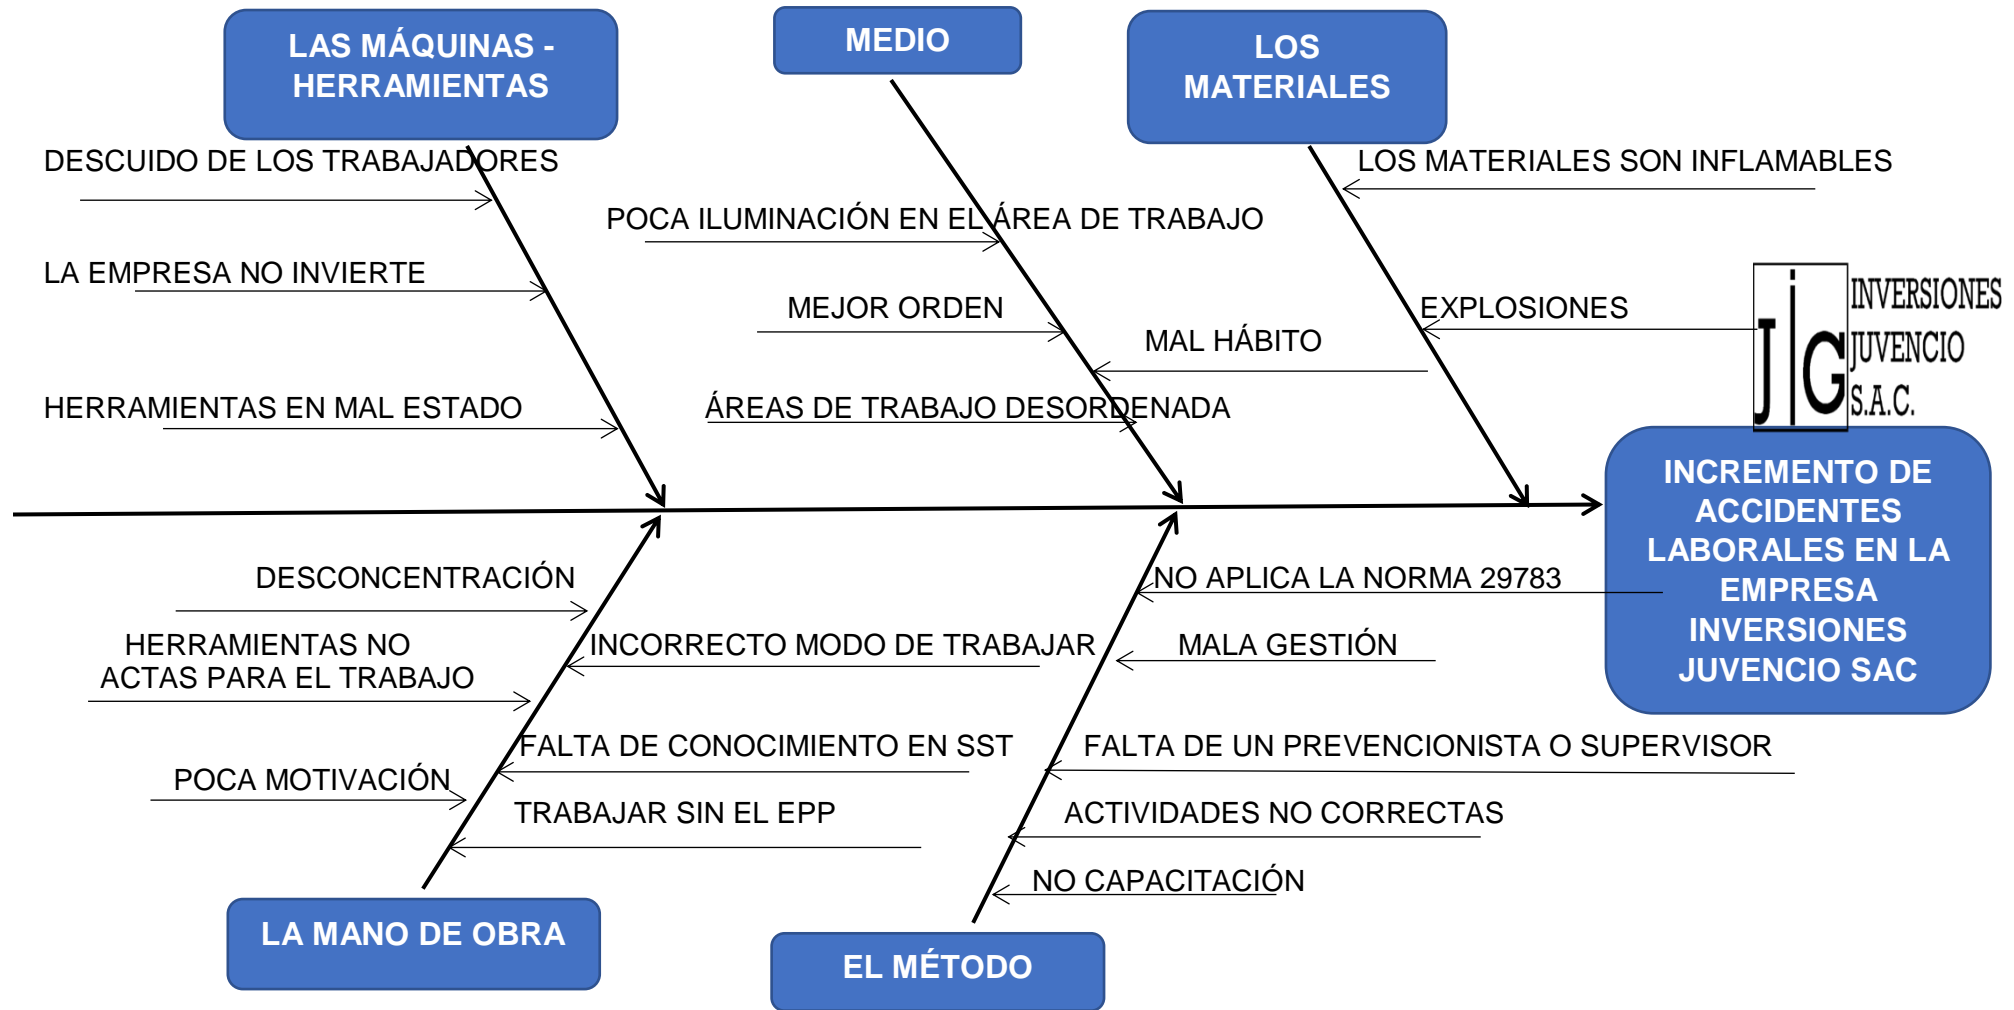 LAS MÁQUINAS -
HERRAMIENTAS
MEDIO
LOS
MATERIALES
DESCUIDO DE LOS TRABAJADORES
LOS MATERIALES SON INFLAMABLES
POCA ILUMINACIÓN EN EL ÁREA DE TRABAJO
LA EMPRESA NO INVIERTE
MEJOR ORDEN
EXPLOSIONES
MAL HÁBITO
HERRAMIENTAS EN MAL ESTADO
ÁREAS DE TRABAJO DESORDENADA
JiG
INVERSIONES
JUVENCIO
S.A.C.
INCREMENTO DE
ACCIDENTES
LABORALES EN LA
EMPRESA
INVERSIONES
JUVENCIO SAC
DESCONCENTRACIÓN
NO APLICA LA NORMA 29783
HERRAMIENTAS NO
ACTAS PARA EL TRABAJO
INCORRECTO MODO DE TRABAJAR
MALA GESTIÓN
FALTA DE CONOCIMIENTO EN SST
FALTA DE UN PREVENCIONISTA O SUPERVISOR
POCA MOTIVACIÓN
TRABAJAR SIN EL EPP
ACTIVIDADES NO CORRECTAS
NO CAPACITACIÓN
LA MANO DE OBRA
EL MÉTODO